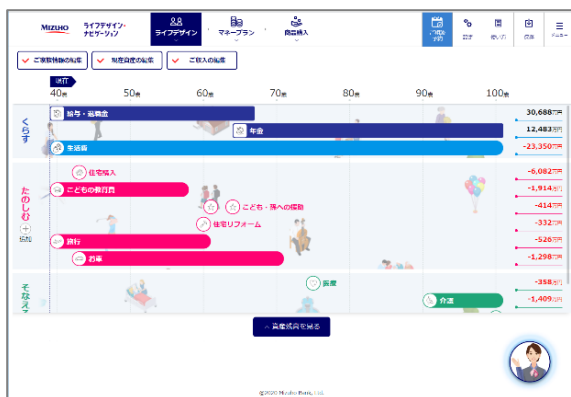 MIZUHO
ライフデザイン・
ナビゲーション
ライフデザイン
マネープラン
商品購入
ご相談
予約
設定
使い方
保存
メニュー
ご家族情報の編集
現在資産の編集
ご収入の編集
現在
40歳
50歳
60歳
70歳
80歳
90歳
100歳
くらす
給与・退職金
30,688万円
年金
12,483万円
生活費
-23,350万円
たのしむ
追加
住宅購入
-6,082万円
こどもの教育費
-1,914万円
こども・孫への援助
-414万円
住宅リフォーム
-332万円
旅行
-526万円
お車
-1,298万円
そなえる
医療
-358万円
介護
-1,409万円
資産残高を見る
©2020 Mizuho Bank, Ltd.